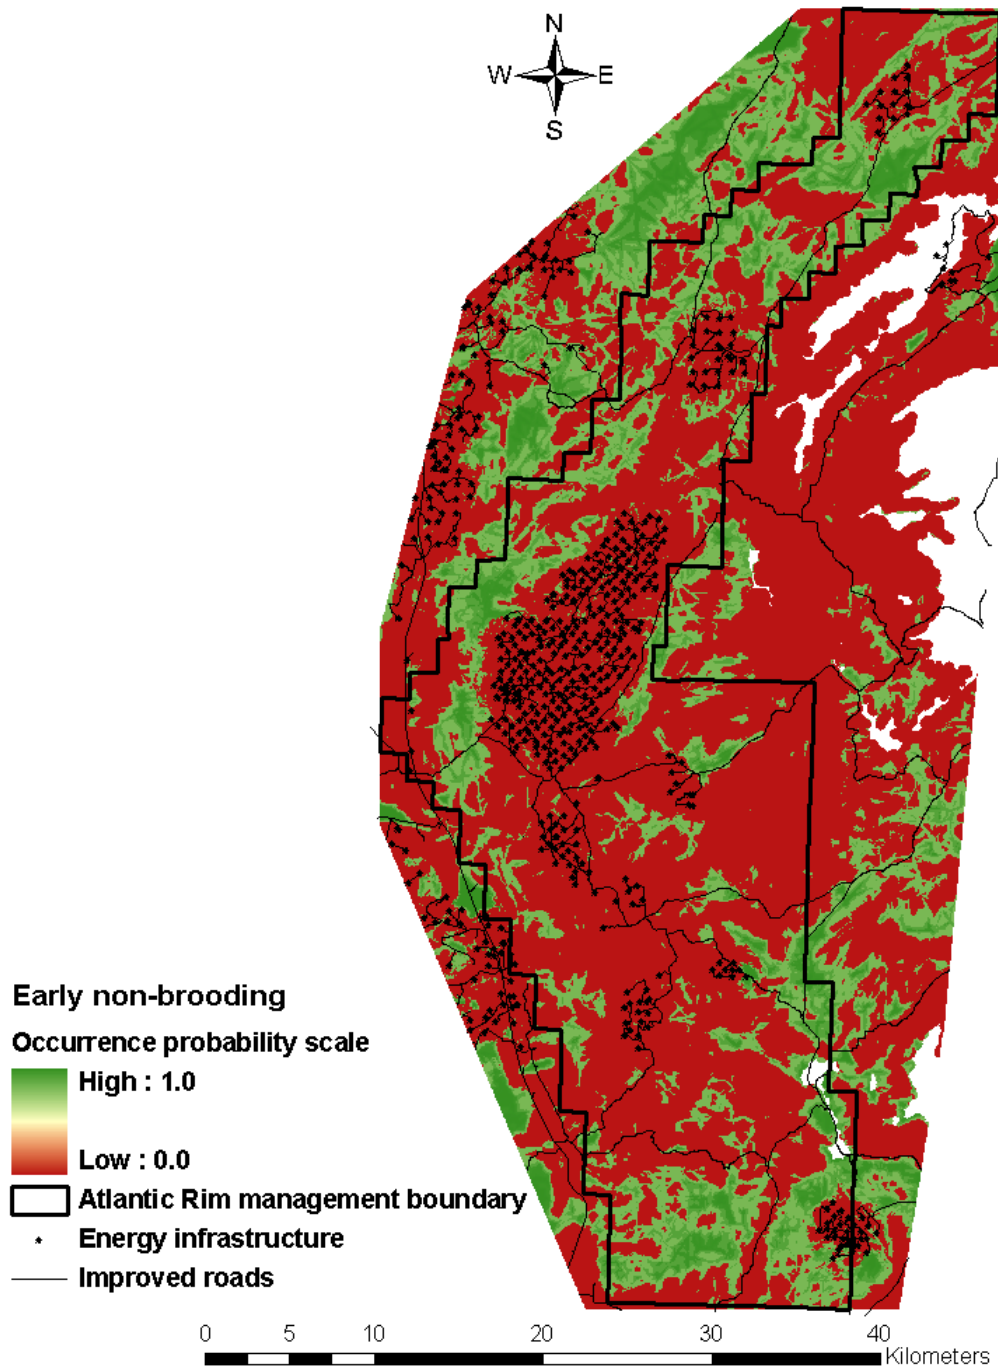 N
W E
S
Early non-brooding
Occurrence probability scale
High : 1.0
Low : 0.0
Atlantic Rim management boundary
Energy infrastructure
Improved roads
0 5 10 20 30 40
Kilometers